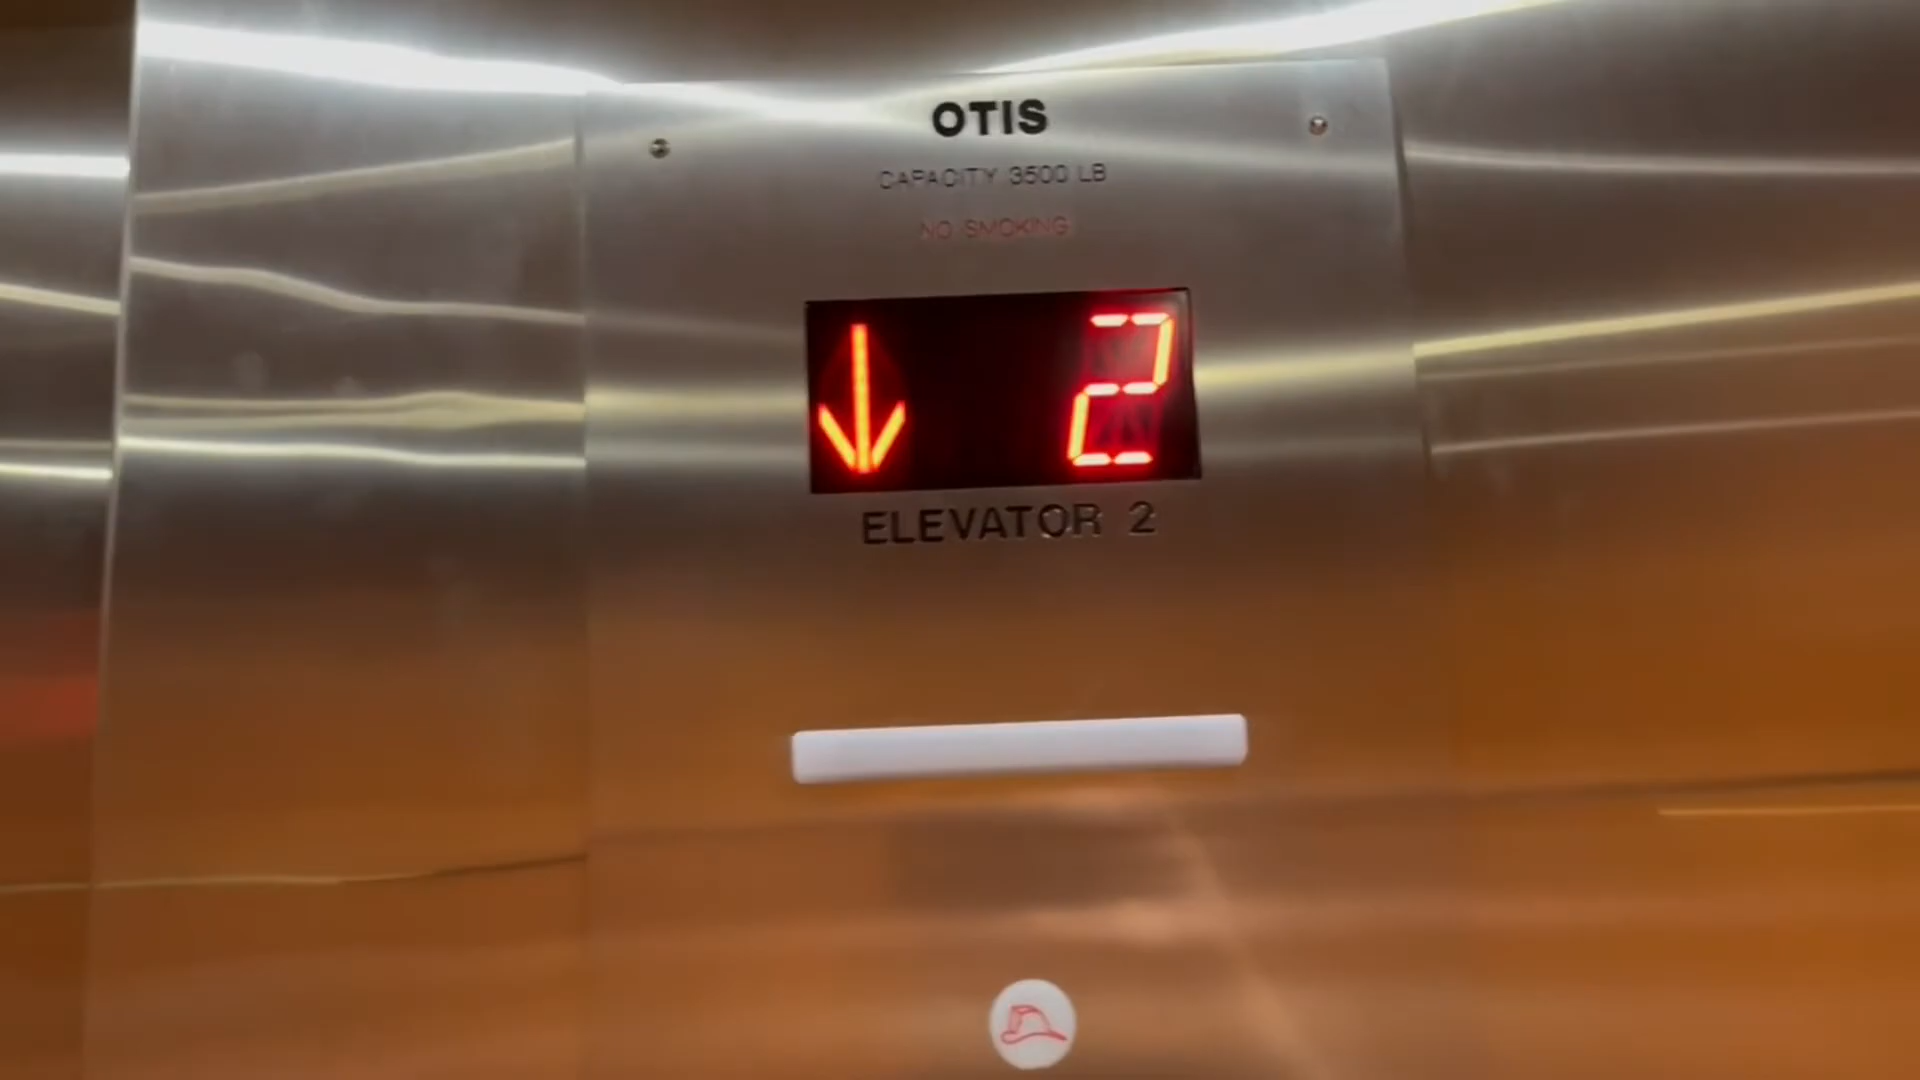 OTIS
CAPACITY 3500 LB
NO SMOKING
↓ 2
ELEVATOR 2